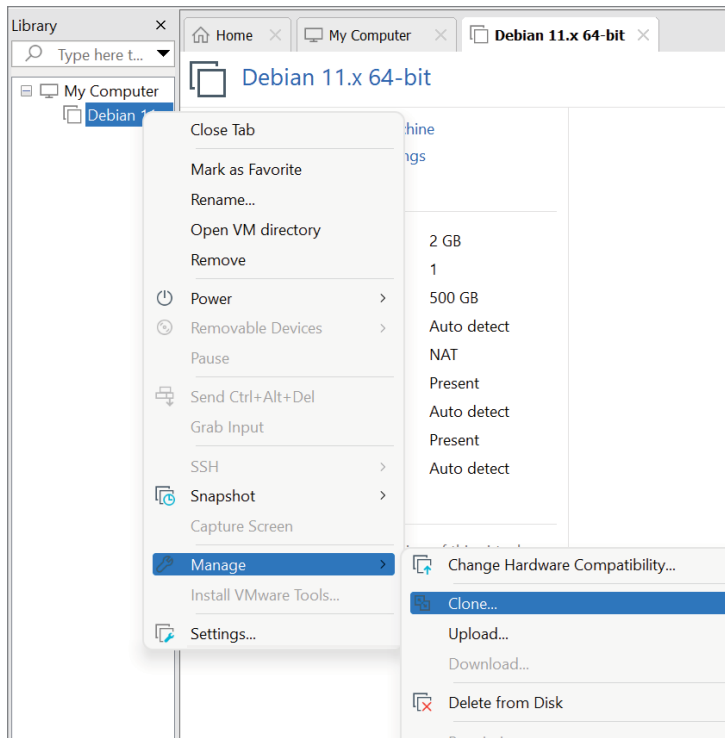 Library
Type here t...
My Computer
Debian 11
Home
My Computer
Debian 11.x 64-bit
Debian 11.x 64-bit
2 GB
1
500 GB
Auto detect
NAT
Present
Auto detect
Present
Auto detect
Close Tab
Mark as Favorite
Rename...
Open VM directory
Remove
Power
Removable Devices
Pause
Send Ctrl+Alt+Del
Grab Input
SSH
Snapshot
Capture Screen
Manage
Install VMware Tools...
Settings...
Change Hardware Compatibility...
Clone...
Upload...
Download...
Delete from Disk